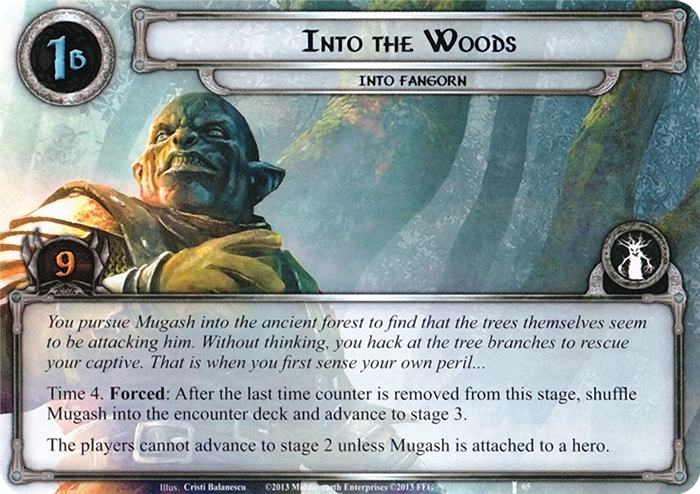 1B
INTO THE WOODS
INTO FANGORN
9
You pursue Mugash into the ancient forest to find that the trees themselves seem
to be attacking him. Without thinking, you hack at the tree branches to rescue
your captive. That is when you first sense your own peril...
Time 4. Forced: After the last time counter is removed from this stage, shuffle
Mugash into the encounter deck and advance to stage 3.
The players cannot advance to stage 2 unless Mugash is attached to a hero.
Illus. Cristi Balanescu ©2013 Middle-earth Enterprises ©2013 FFG 65